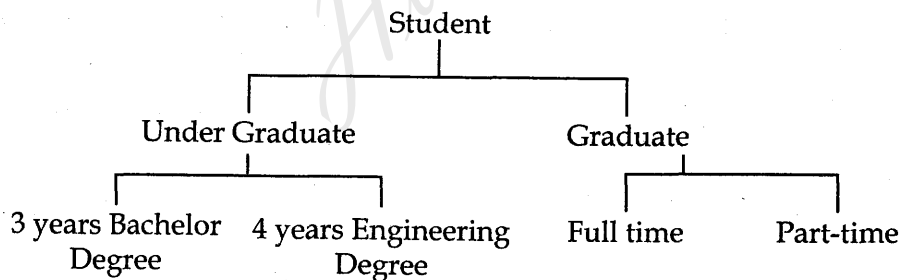 Student
Under Graduate
Graduate
3 years Bachelor
Degree
4 years Engineering
Degree
Full time
Part-time